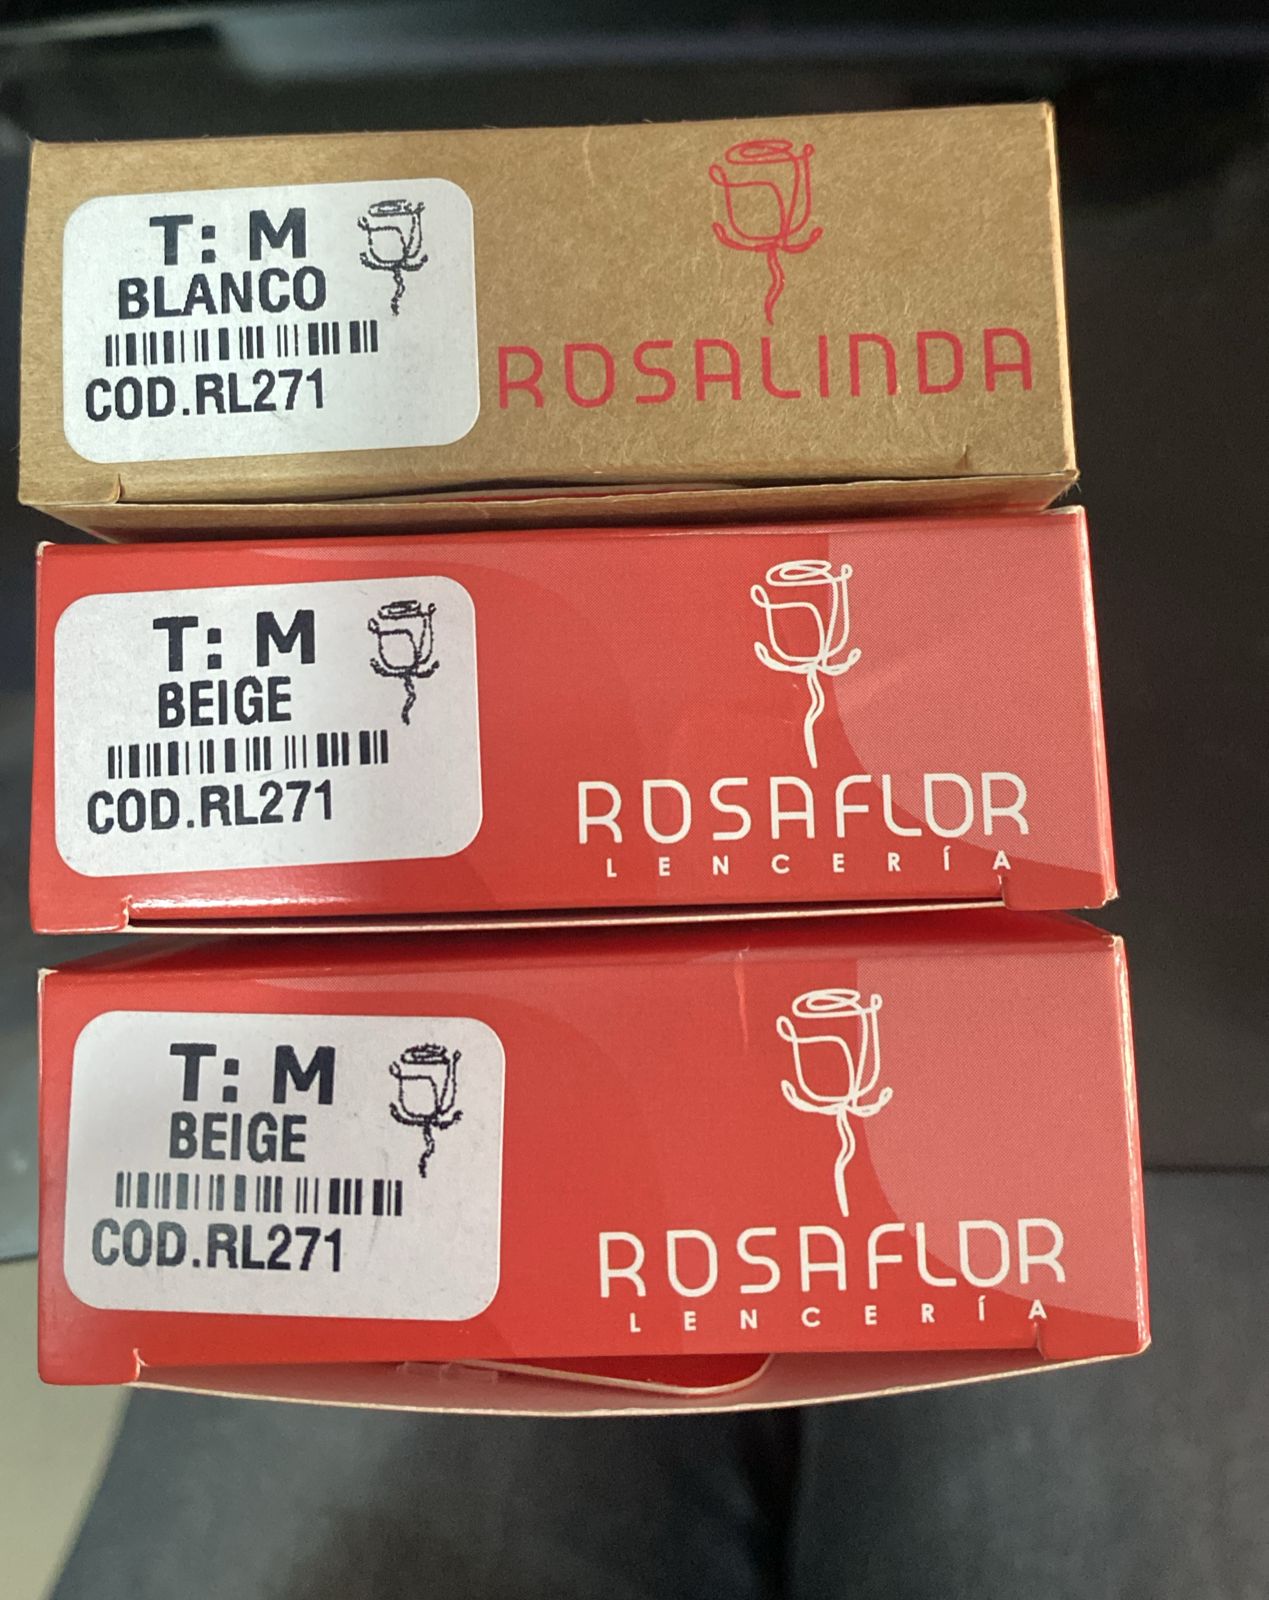 T: M
BLANCO
COD.RL271
ROSALINDA
T: M
BEIGE
COD.RL271
ROSAFLOR
LENCERÍA
T: M
BEIGE
COD.RL271
ROSAFLOR
LENCERÍA